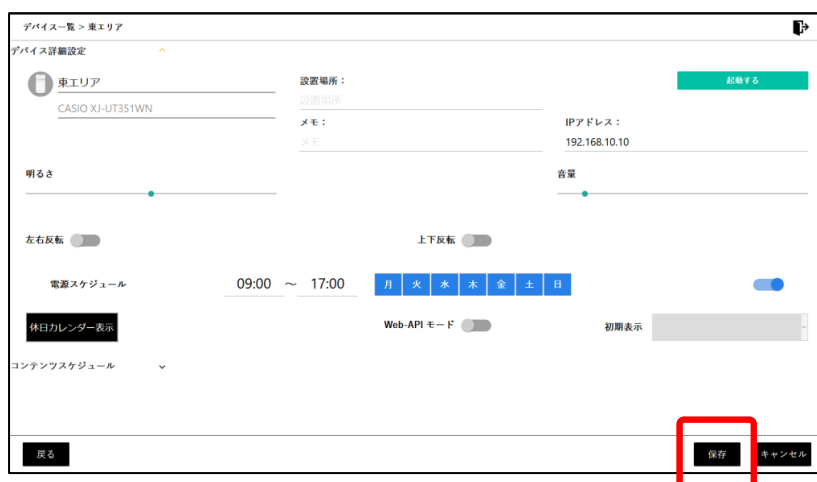 デバイス一覧 > 東エリア
デバイス詳細設定
東エリア
CASIO XJ-UT351WN
設置場所：
設置場所
起動する
メモ：
メモ
IPアドレス：
192.168.10.10
明るさ
音量
左右反転
上下反転
電源スケジュール 09:00 ～ 17:00 月 火 水 木 金 土 日
休日カレンダー表示
Web-API モード
初期表示
コンテンツスケジュール
戻る
保存
キャンセル